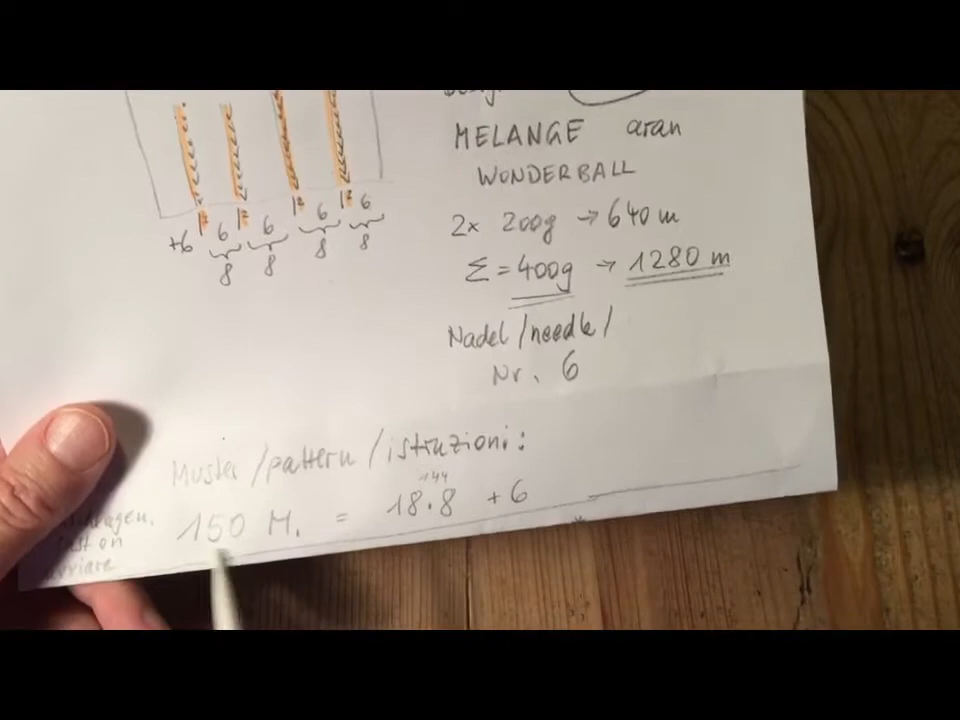 MELANGE aran
WONDERBALL
2x 200g → 640 m
Σ = 400g → 1280 m
Nadel / needle /
Nr. 6
+6 6 6 6 6
8 8 8 8
Muster / pattern / istruzioni:
144
150 M. = 18.8 + 6